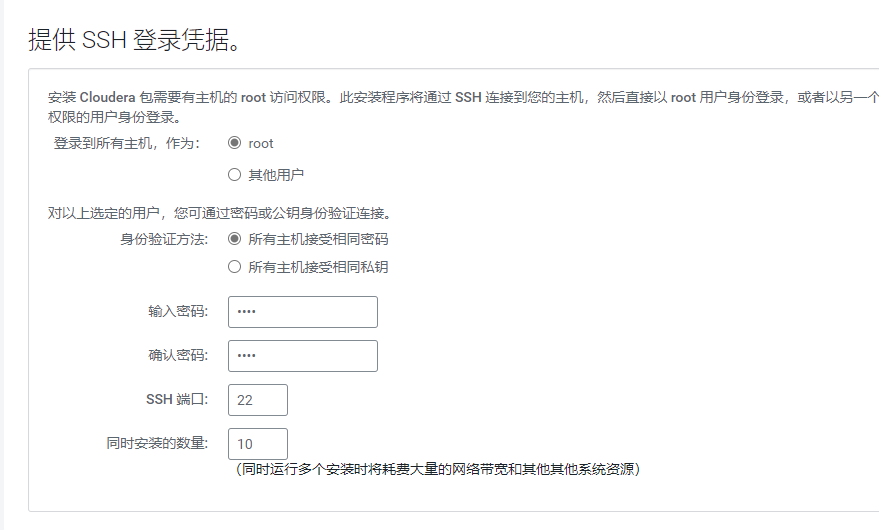 提供 SSH 登录凭据。
安装 Cloudera 包需要有主机的 root 访问权限。此安装程序将通过 SSH 连接到您的主机，然后直接以 root 用户身份登录，或者以另一个
权限的用户身份登录。
登录到所有主机，作为： root
其他用户
对以上选定的用户，您可通过密码或公钥身份验证连接。
身份验证方法: 所有主机接受相同密码
所有主机接受相同私钥
输入密码: ••••
确认密码: ••••
SSH 端口: 22
同时安装的数量: 10
（同时运行多个安装时将耗费大量的网络带宽和其他其他系统资源）